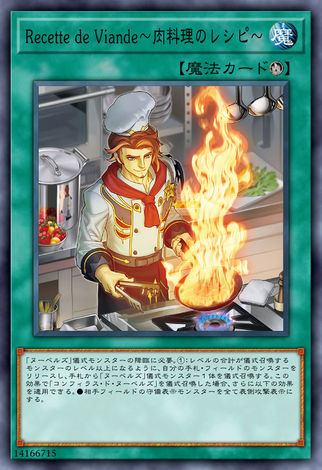 Recette de Viande～肉料理のレシピ～
魔
【魔法カード】
「ヌーベルズ」儀式モンスターの降臨に必要。①：レベルの合計が儀式召喚する
モンスターのレベル以上になるように、自分の手札・フィールドのモンスターを
リリースし、手札から「ヌーベルズ」儀式モンスター１体を儀式召喚する。この
効果で「コンフィラス・ド・ヌーベルズ」を儀式召喚した場合、さらに以下の効果
を適用できる。●相手フィールドの守備表示モンスターを全て表側攻撃表示に
する。
14166715